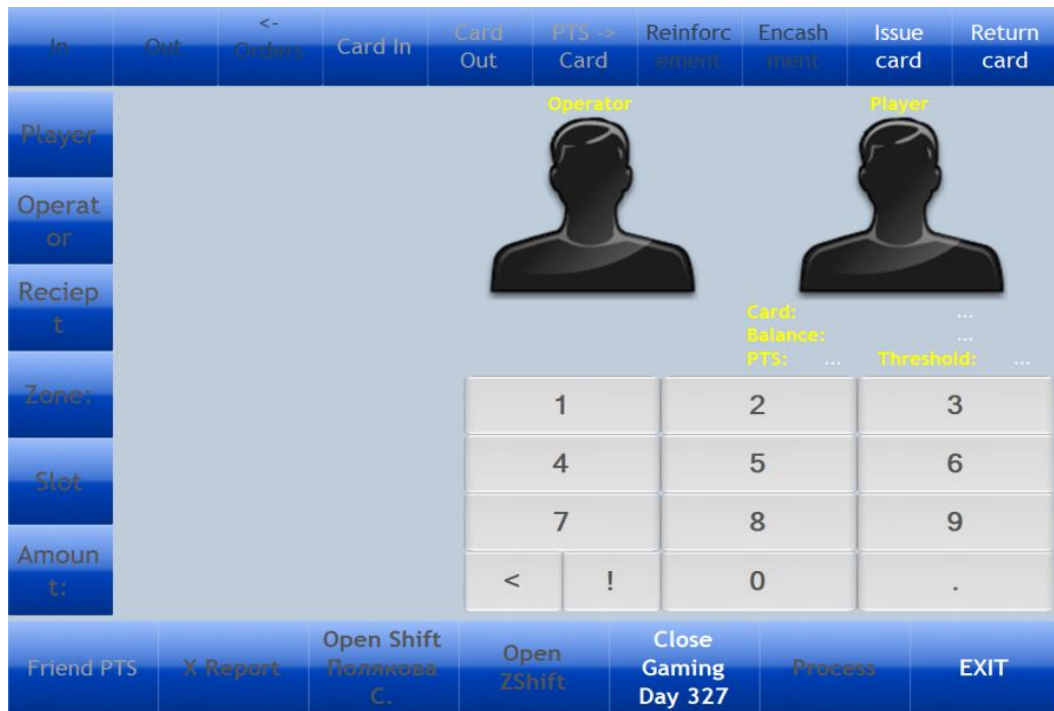 In
Out
<-
Orders
Card In
Card
Out
PTS ->
Card
Reinforc
ement
Encash
ment
Issue
card
Return
card
Player
Operat
or
Reciep
t
Zone:
Slot
Amoun
t:
Operator
Player
Card: ...
Balance: ...
PTS: ... Threshold: ...
1 2 3
4 5 6
7 8 9
< ! 0 .
Friend PTS
X Report
Open Shift
Полякова
С.
Open
ZShift
Close
Gaming
Day 327
Process
EXIT